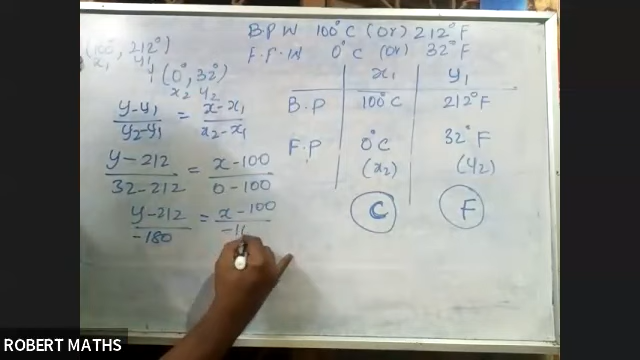 B.P W 100°C (Or) 212°F
F.P. W 0°C (Or) 32°F
(100°, 212°)
x₁ y₁
(0°, 32°)
x₂ y₂
y-y₁ / y₂-y₁ = x-x₁ / x₂-x₁
y-212 / 32-212 = x-100 / 0-100
y-212 / -180 = x-100 / -1
x₁ y₁
B.P 100°C 212°F
F.P 0°C 32°F
(x₂) (y₂)
C F
ROBERT MATHS